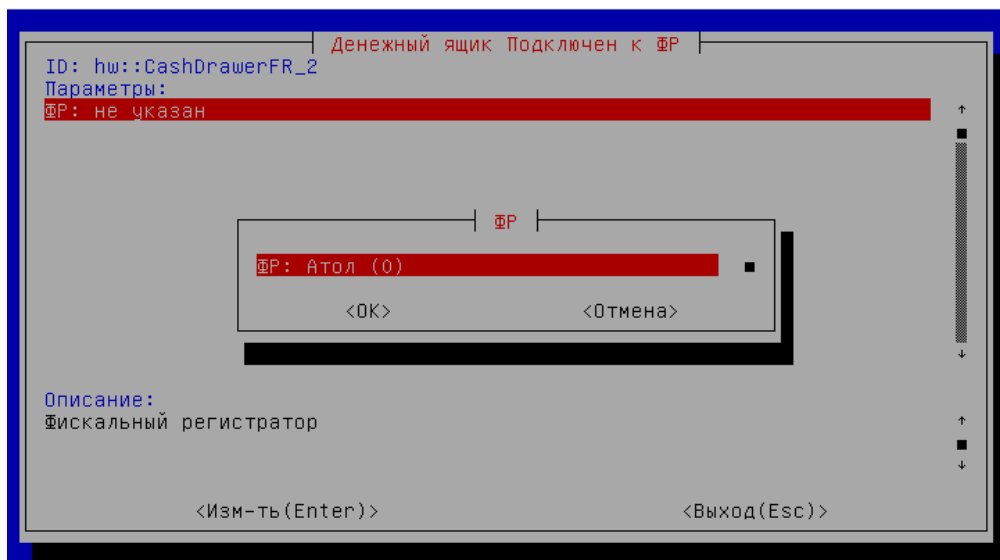 Денежный ящик Подключен к ФР
ID: hw::CashDrawerFR_2
Параметры:
ФР: не указан
ФР
ФР: Атол (0)
<OK> <Отмена>
Описание:
Фискальный регистратор
<Изм-ть(Enter)> <Выход(Esc)>